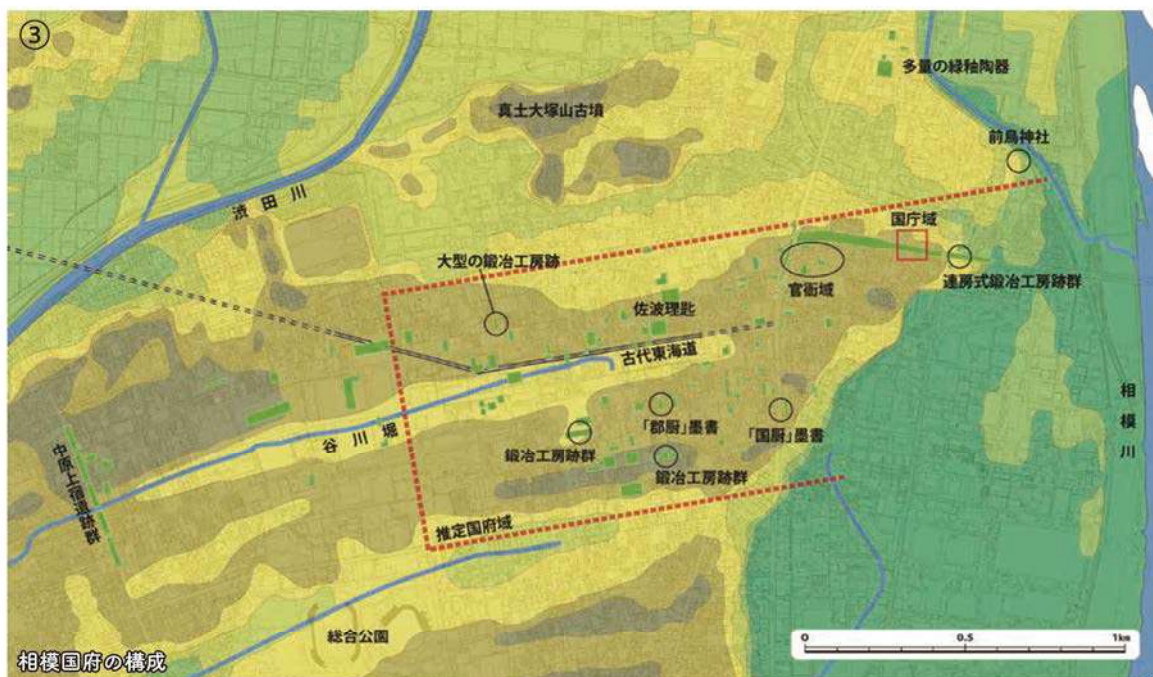 ③
多量の緑釉陶器
真土大塚山古墳
前鳥神社
渋田川
国庁域
大型の鍛冶工房跡
官衙域
連房式鍛冶工房跡群
佐波理匙
古代東海道
相模川
谷川堀
「郡厨」墨書
「国厨」墨書
鍛冶工房跡群
鍛冶工房跡群
中原上宿遺跡群
推定国府域
総合公園
0 0.5 1km
相模国府の構成